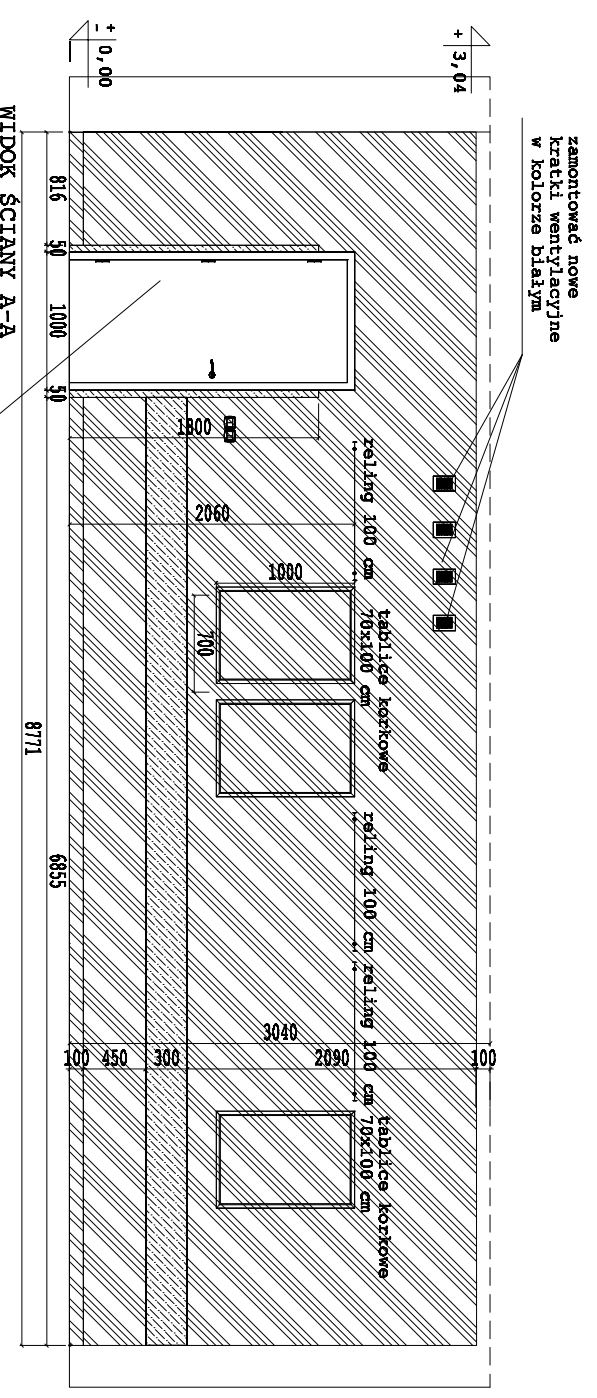 zamontować nowe
kratki wentylacyjne
w kolorze białym
+ 3,04
+
- 0,00
reling 100 cm
tablice korkowe
70x100 cm
reling 100 cm
reling 100 cm
tablice korkowe
70x100 cm
1800
2060
1000
700
3040
100
450
300
2090
100
816
50
1000
50
6855
8771
WIDOK ŚCIANY A-A